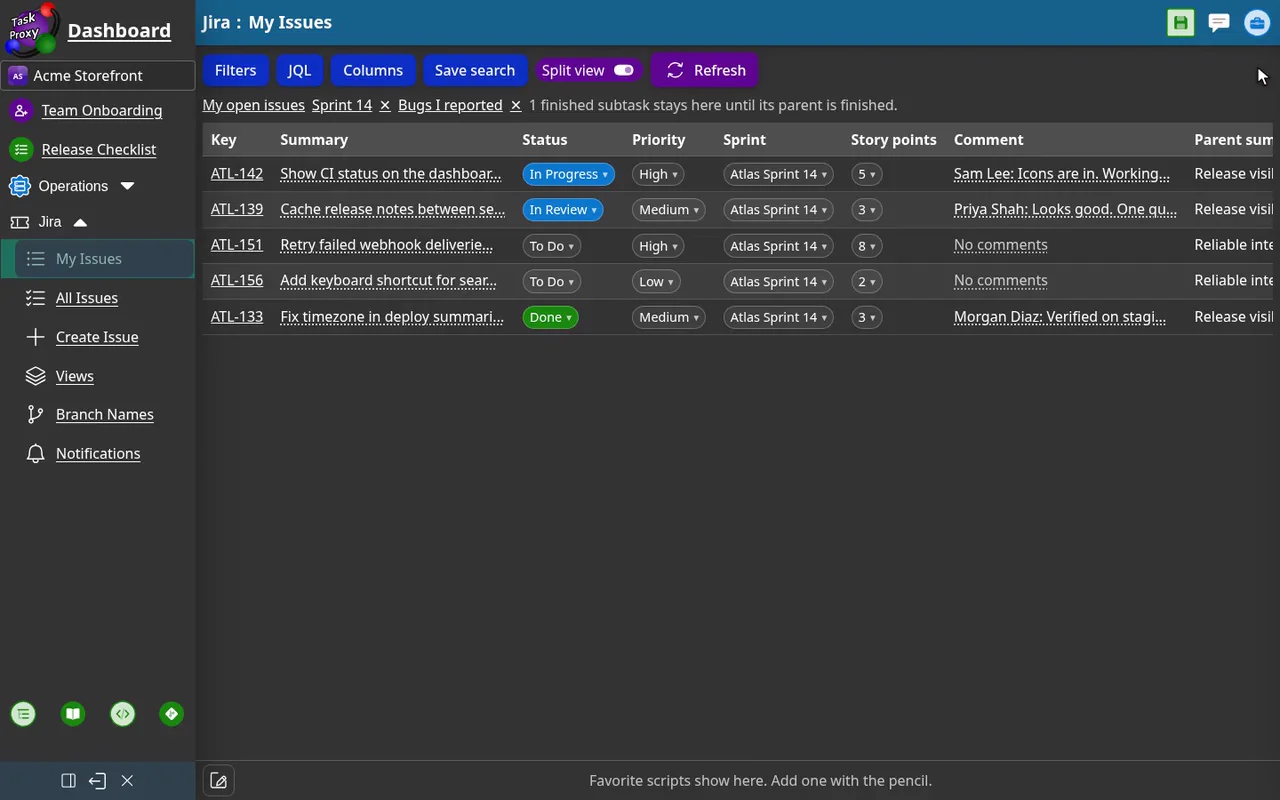 Task Proxy
Dashboard
Jira : My Issues
AS Acme Storefront
Team Onboarding
Release Checklist
Operations
Jira
My Issues
All Issues
Create Issue
Views
Branch Names
Notifications
Filters JQL Columns Save search Split view Refresh
My open issues Sprint 14 × Bugs I reported × 1 finished subtask stays here until its parent is finished.
Key Summary Status Priority Sprint Story points Comment Parent sum
ATL-142 Show CI status on the dashboar... In Progress ▾ High ▾ Atlas Sprint 14 ▾ 5 ▾ Sam Lee: Icons are in. Working... Release visil
ATL-139 Cache release notes between se... In Review ▾ Medium ▾ Atlas Sprint 14 ▾ 3 ▾ Priya Shah: Looks good. One qu... Release visil
ATL-151 Retry failed webhook deliverie... To Do ▾ High ▾ Atlas Sprint 14 ▾ 8 ▾ No comments Reliable inte
ATL-156 Add keyboard shortcut for sear... To Do ▾ Low ▾ Atlas Sprint 14 ▾ 2 ▾ No comments Reliable inte
ATL-133 Fix timezone in deploy summari... Done ▾ Medium ▾ Atlas Sprint 14 ▾ 3 ▾ Morgan Diaz: Verified on stagi... Release visil
Favorite scripts show here. Add one with the pencil.